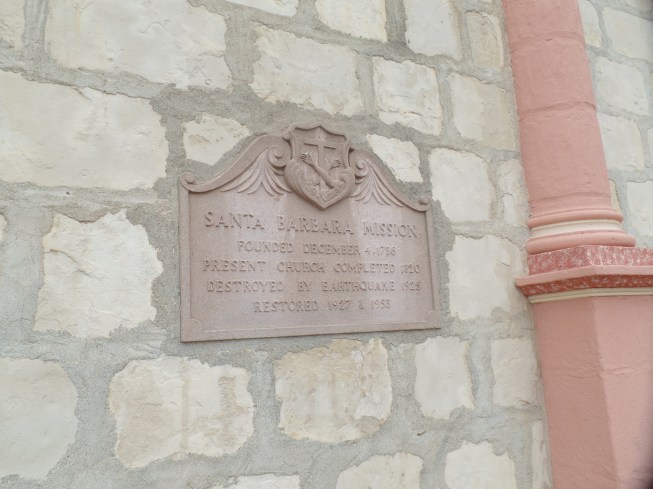 SANTA BARBARA MISSION
FOUNDED DECEMBER 4, 1786
PRESENT CHURCH COMPLETED 1820
DESTROYED BY EARTHQUAKE 1925
RESTORED 1927 & 1953